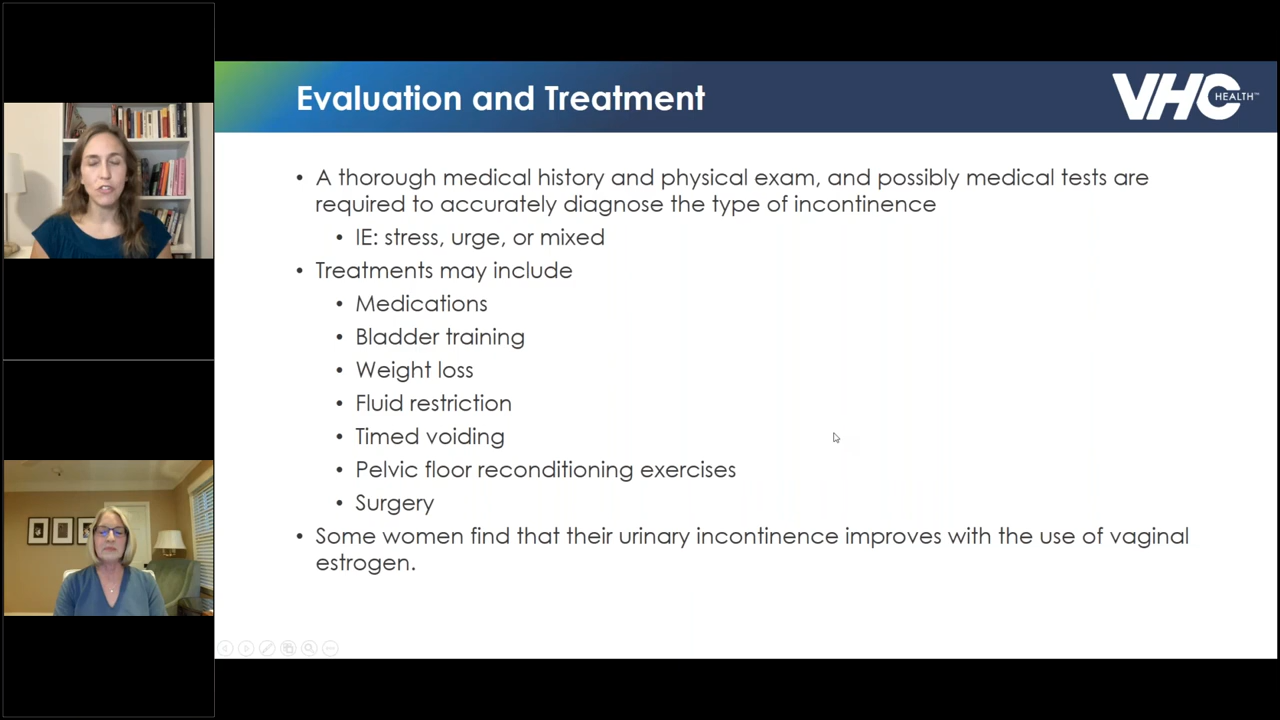 Evaluation and Treatment
VHC
HEALTH™
• A thorough medical history and physical exam, and possibly medical tests are
required to accurately diagnose the type of incontinence
• IE: stress, urge, or mixed
• Treatments may include
• Medications
• Bladder training
• Weight loss
• Fluid restriction
• Timed voiding
• Pelvic floor reconditioning exercises
• Surgery
• Some women find that their urinary incontinence improves with the use of vaginal
estrogen.